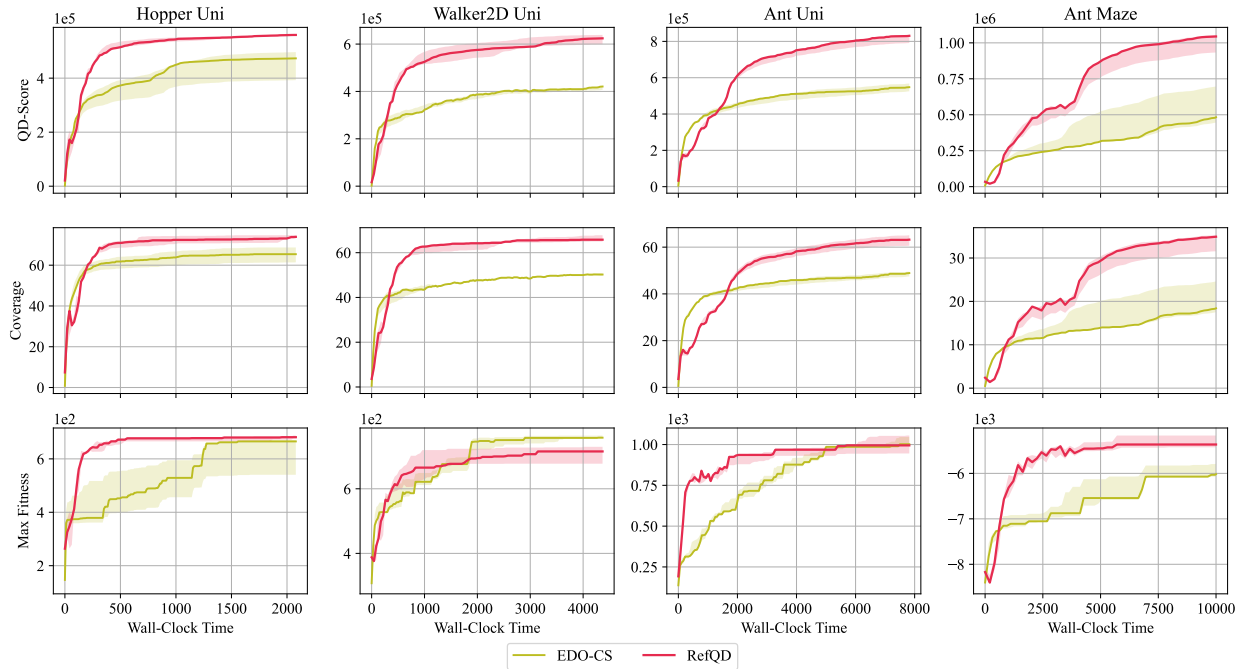 Hopper Uni
Walker2D Uni
Ant Uni
Ant Maze
1e5
1e5
1e5
1e6
QD-Score
4
2
0
6
4
2
0
8
6
4
2
0
1.00
0.75
0.50
0.25
0.00
Coverage
60
40
20
0
60
40
20
0
60
40
20
0
30
20
10
0
1e2
1e2
1e3
1e3
Max Fitness
6
4
2
6
4
1.00
0.75
0.50
0.25
−6
−7
−8
0 500 1000 1500 2000
0 1000 2000 3000 4000
0 2000 4000 6000 8000
0 2500 5000 7500 10000
Wall-Clock Time
Wall-Clock Time
Wall-Clock Time
Wall-Clock Time
EDO-CS
RefQD